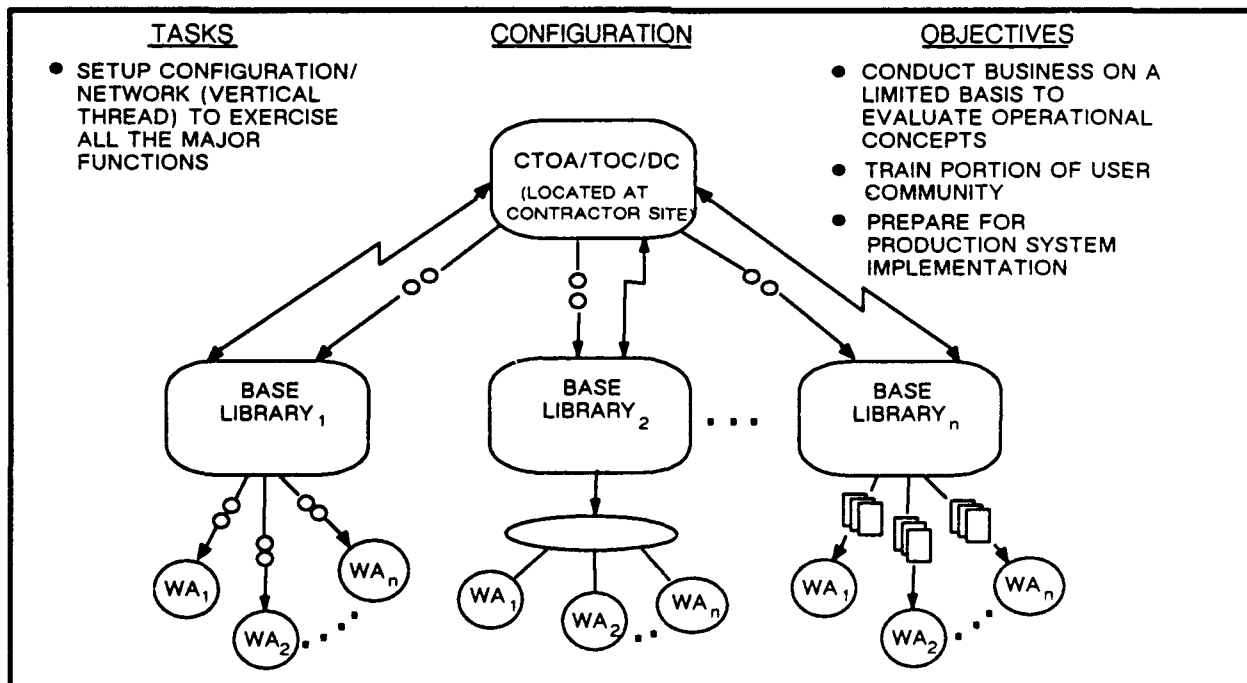 TASKS
● SETUP CONFIGURATION/
NETWORK (VERTICAL
THREAD) TO EXERCISE
ALL THE MAJOR
FUNCTIONS
CONFIGURATION
OBJECTIVES
● CONDUCT BUSINESS ON A
LIMITED BASIS TO
EVALUATE OPERATIONAL
CONCEPTS
● TRAIN PORTION OF USER
COMMUNITY
● PREPARE FOR
PRODUCTION SYSTEM
IMPLEMENTATION
CTOA/TOC/DC
(LOCATED AT
CONTRACTOR SITE)
BASE
LIBRARY₁
BASE
LIBRARY₂
. . .
BASE
LIBRARYₙ
WA₁
WA₂
WAₙ
WA₁
WA₂
WAₙ
WA₁
WA₂
WAₙ